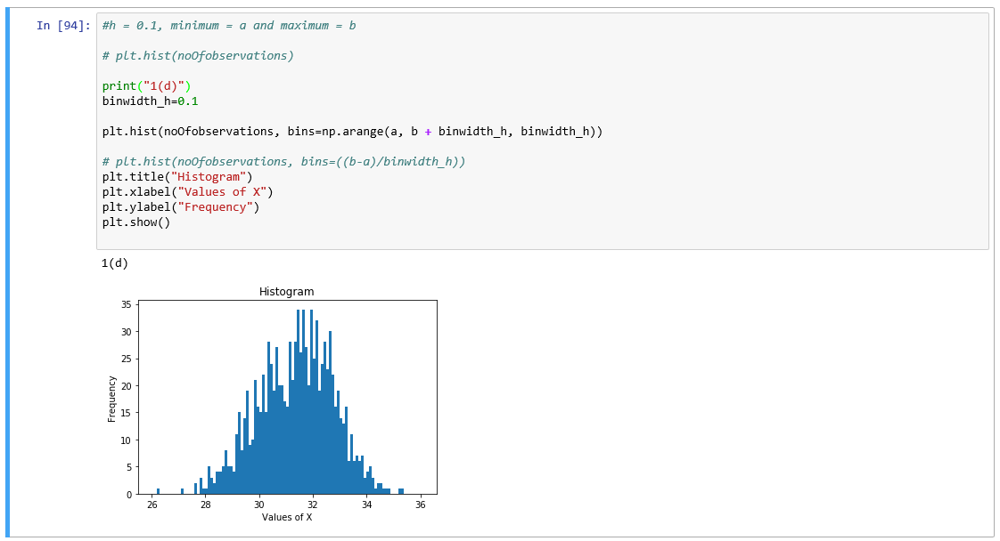 In [94]:
#h = 0.1, minimum = a and maximum = b
# plt.hist(noOfobservations)
print("1(d)")
binwidth_h=0.1
plt.hist(noOfobservations, bins=np.arange(a, b + binwidth_h, binwidth_h))
# plt.hist(noOfobservations, bins=((b-a)/binwidth_h))
plt.title("Histogram")
plt.xlabel("Values of X")
plt.ylabel("Frequency")
plt.show()
1(d)
Histogram
35
30
25
20
15
10
5
0
Frequency
26 28 30 32 34 36
Values of X